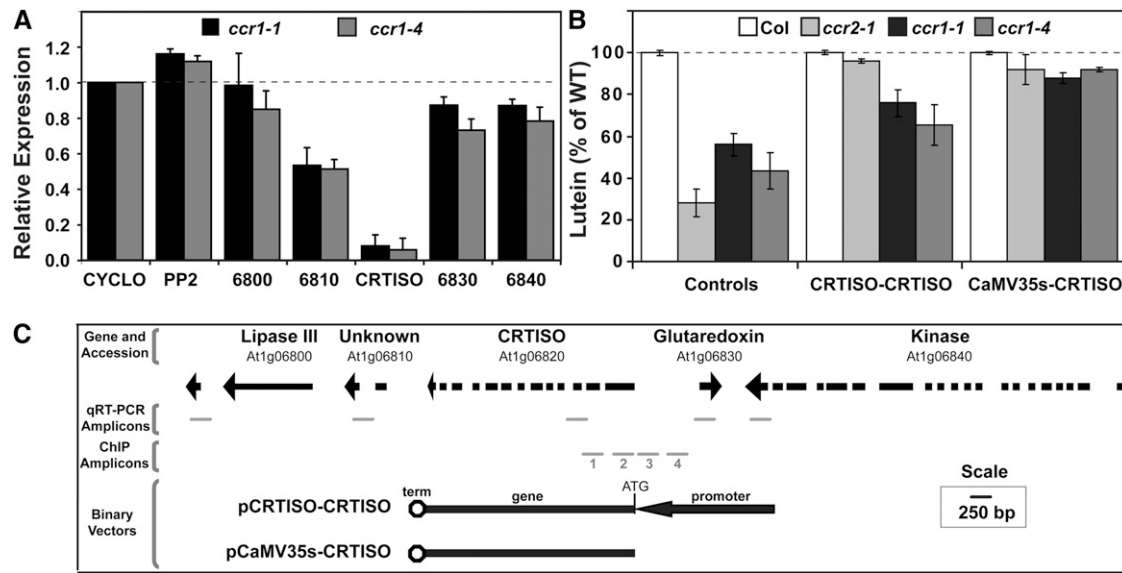 A
ccr1-1 ccr1-4
Relative Expression
1.2
1.0
0.8
0.6
0.4
0.2
0.0
CYCLO PP2 6800 6810 CRTISO 6830 6840
B
Col ccr2-1 ccr1-1 ccr1-4
Lutein (% of WT)
100
80
60
40
20
0
Controls CRTISO-CRTISO CaMV35s-CRTISO
C
Gene and
Accession
Lipase III Unknown CRTISO Glutaredoxin Kinase
At1g06800 At1g06810 At1g06820 At1g06830 At1g06840
qRT-PCR
Amplicons
ChIP
Amplicons
1 2 3 4
Binary
Vectors
pCRTISO-CRTISO
term gene ATG promoter
pCaMV35s-CRTISO
Scale
250 bp